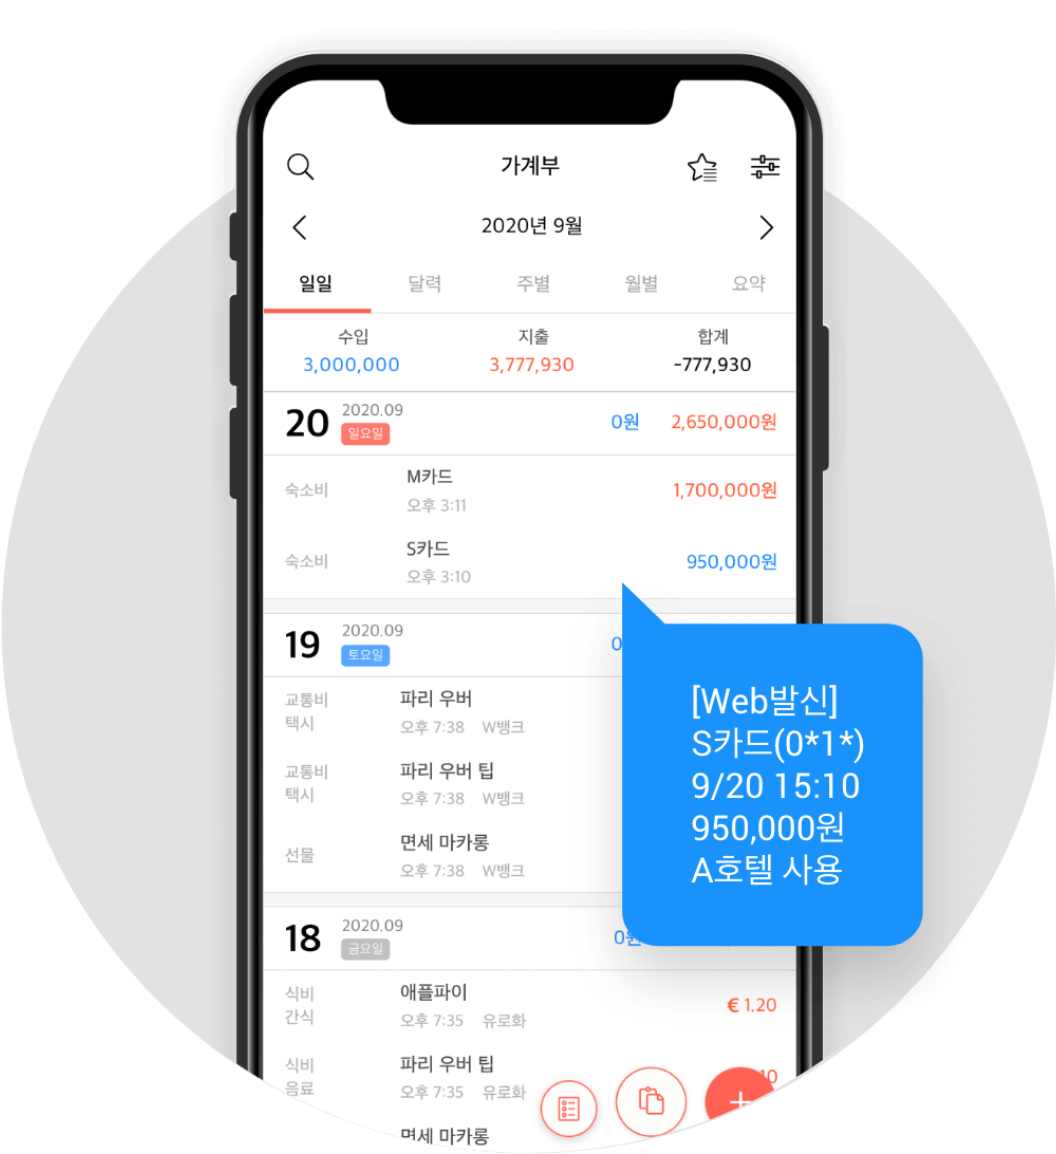 가계부
2020년 9월
일일 달력 주별 월별 요약
수입 지출 합계
3,000,000 3,777,930 -777,930
20 2020.09 일요일 0원 2,650,000원
숙소비 M카드 1,700,000원
오후 3:11
숙소비 S카드 950,000원
오후 3:10
19 2020.09 토요일 0
교통비 파리 우버
택시 오후 7:38 W뱅크
교통비 파리 우버 팁
택시 오후 7:38 W뱅크
선물 면세 마카롱
오후 7:38 W뱅크
[Web발신]
S카드(0*1*)
9/20 15:10
950,000원
A호텔 사용
18 2020.09 금요일 0원
식비 애플파이 € 1.20
간식 오후 7:35 유로화
식비 파리 우버 팁
음료 오후 7:35 유로화
면세 마카롱